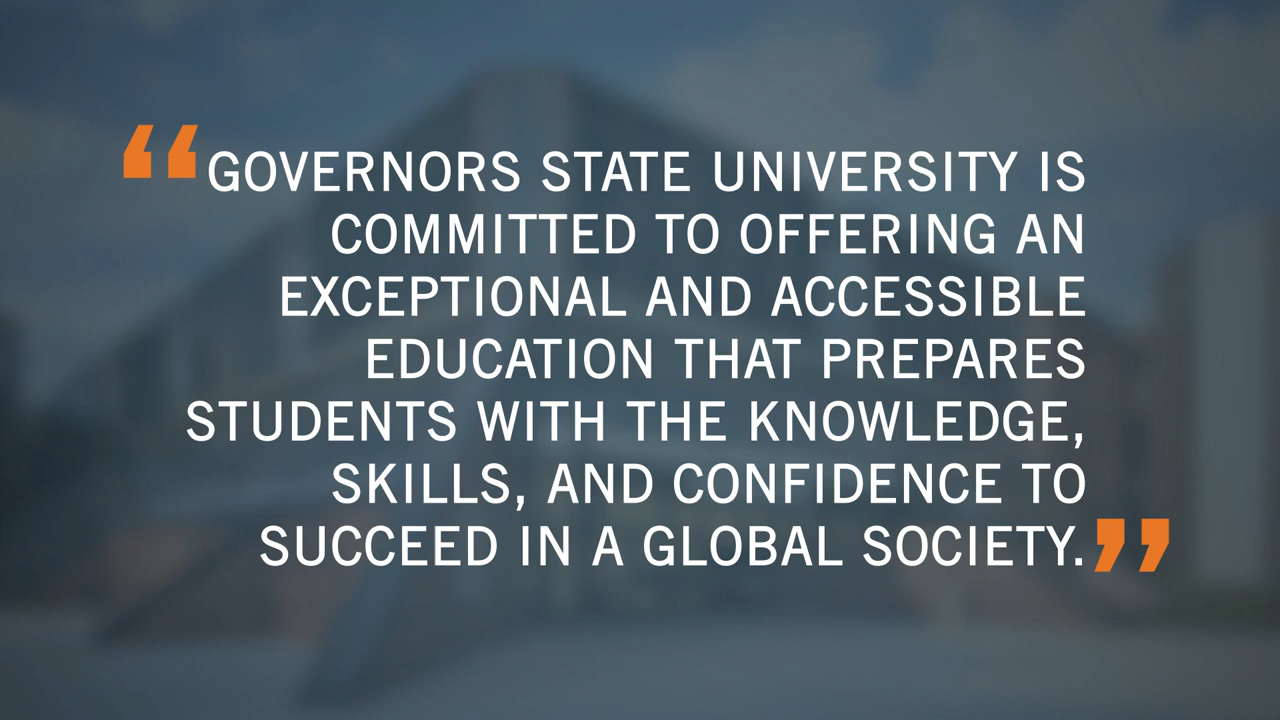 “GOVERNORS STATE UNIVERSITY IS
COMMITTED TO OFFERING AN
EXCEPTIONAL AND ACCESSIBLE
EDUCATION THAT PREPARES
STUDENTS WITH THE KNOWLEDGE,
SKILLS, AND CONFIDENCE TO
SUCCEED IN A GLOBAL SOCIETY.”